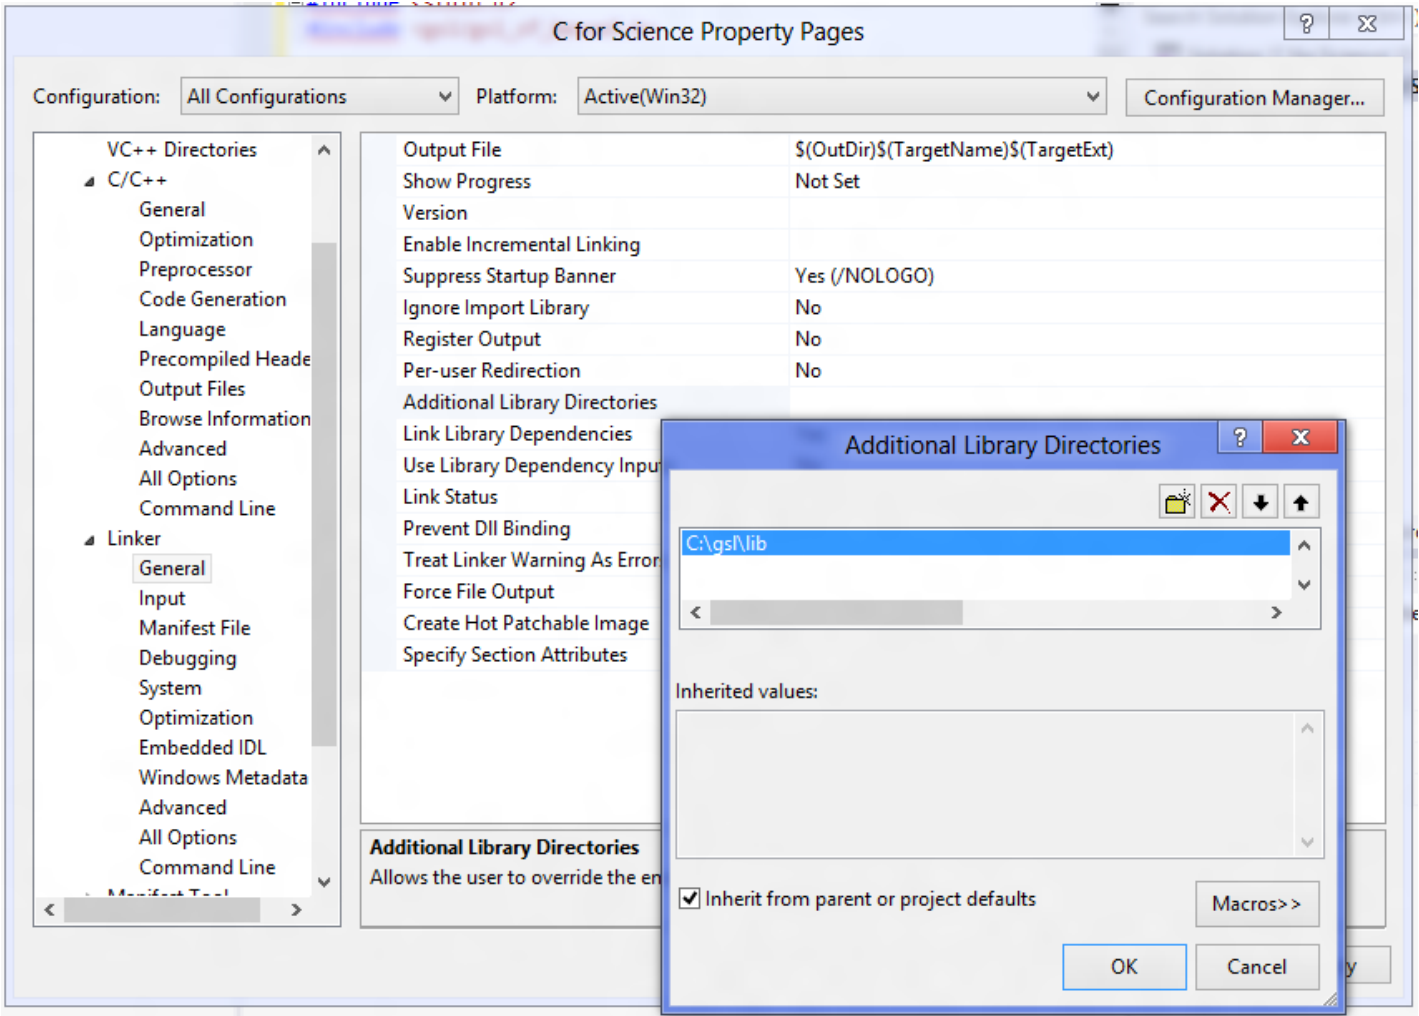 C for Science Property Pages
Configuration: All Configurations Platform: Active(Win32) Configuration Manager...
VC++ Directories
C/C++
General
Optimization
Preprocessor
Code Generation
Language
Precompiled Heade
Output Files
Browse Information
Advanced
All Options
Command Line
Linker
General
Input
Manifest File
Debugging
System
Optimization
Embedded IDL
Windows Metadata
Advanced
All Options
Command Line
Manifest Tool
Output File $(OutDir)$(TargetName)$(TargetExt)
Show Progress Not Set
Version
Enable Incremental Linking
Suppress Startup Banner Yes (/NOLOGO)
Ignore Import Library No
Register Output No
Per-user Redirection No
Additional Library Directories
Link Library Dependencies
Use Library Dependency Inpu
Link Status
Prevent Dll Binding
Treat Linker Warning As Error
Force File Output
Create Hot Patchable Image
Specify Section Attributes
Additional Library Directories
Allows the user to override the en
Additional Library Directories
C:\gsl\lib
Inherited values:
Inherit from parent or project defaults
Macros>>
OK Cancel